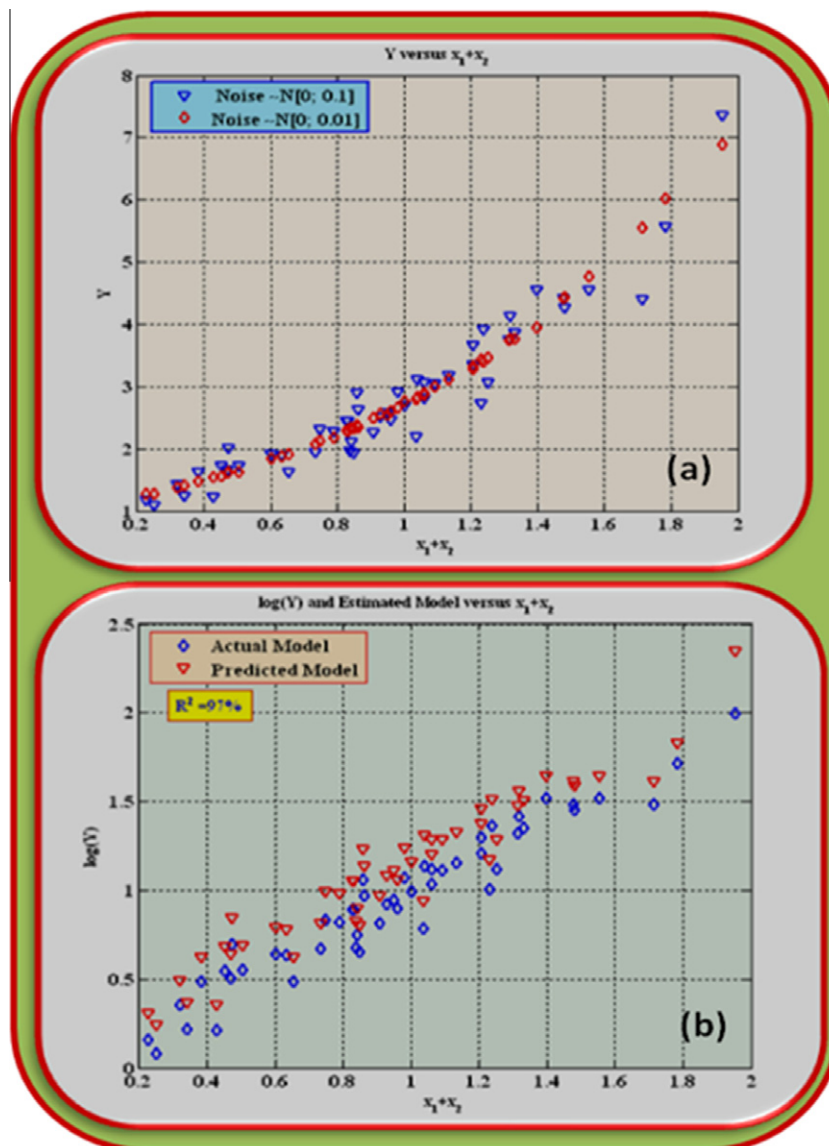 Y versus x₁+x₂
8
7
6
5
4
3
2
1
Y
Noise ~N[0; 0.1]
Noise ~N[0; 0.01]
(a)
0.2 0.4 0.6 0.8 1 1.2 1.4 1.6 1.8 2
x₁+x₂
log(Y) and Estimated Model versus x₁+x₂
2.5
2
1.5
1
0.5
0
log(Y)
Actual Model
Predicted Model
R² =97%
(b)
0.2 0.4 0.6 0.8 1 1.2 1.4 1.6 1.8 2
x₁+x₂